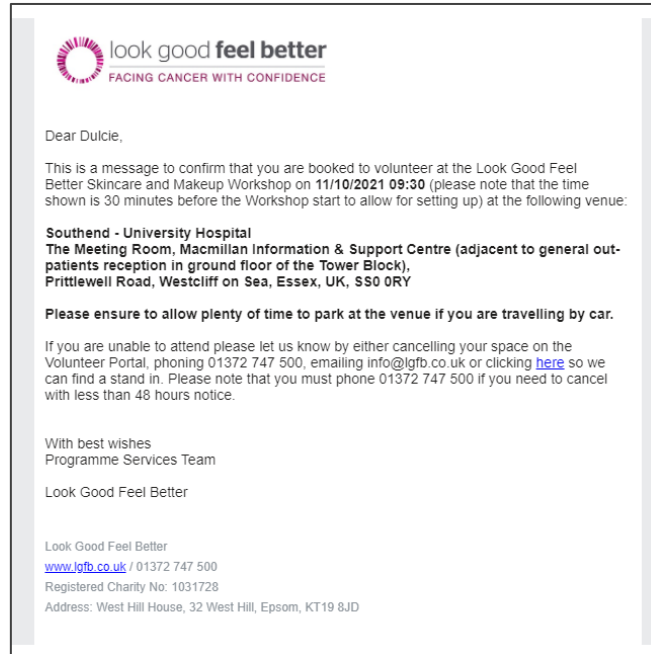 look good feel better
FACING CANCER WITH CONFIDENCE
Dear Dulcie,
This is a message to confirm that you are booked to volunteer at the Look Good Feel
Better Skincare and Makeup Workshop on 11/10/2021 09:30 (please note that the time
shown is 30 minutes before the Workshop start to allow for setting up) at the following venue:
Southend - University Hospital
The Meeting Room, Macmillan Information & Support Centre (adjacent to general out-
patients reception in ground floor of the Tower Block),
Prittlewell Road, Westcliff on Sea, Essex, UK, SS0 0RY
Please ensure to allow plenty of time to park at the venue if you are travelling by car.
If you are unable to attend please let us know by either cancelling your space on the
Volunteer Portal, phoning 01372 747 500, emailing info@lgfb.co.uk or clicking here so we
can find a stand in. Please note that you must phone 01372 747 500 if you need to cancel
with less than 48 hours notice.
With best wishes
Programme Services Team
Look Good Feel Better
Look Good Feel Better
www.lgfb.co.uk / 01372 747 500
Registered Charity No: 1031728
Address: West Hill House, 32 West Hill, Epsom, KT19 8JD